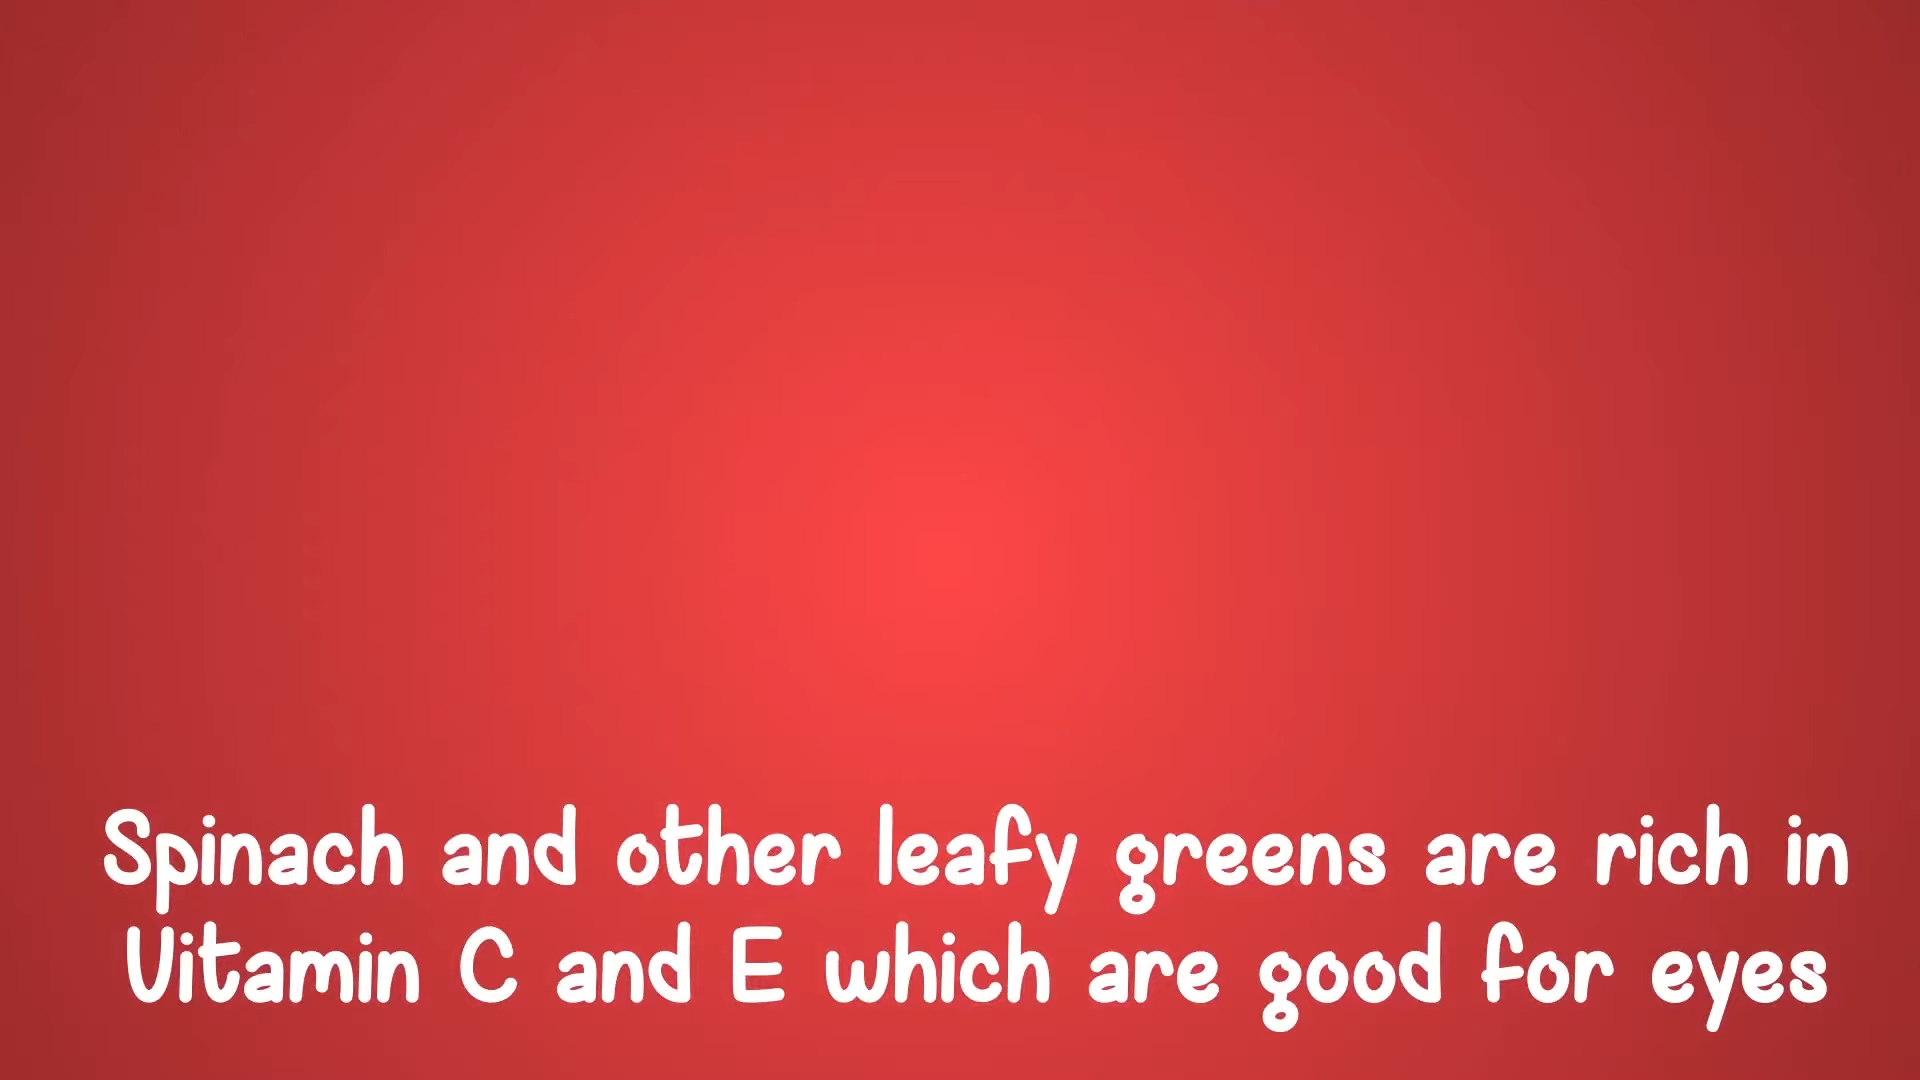 Spinach and other leafy greens are rich in
Vitamin C and E which are good for eyes